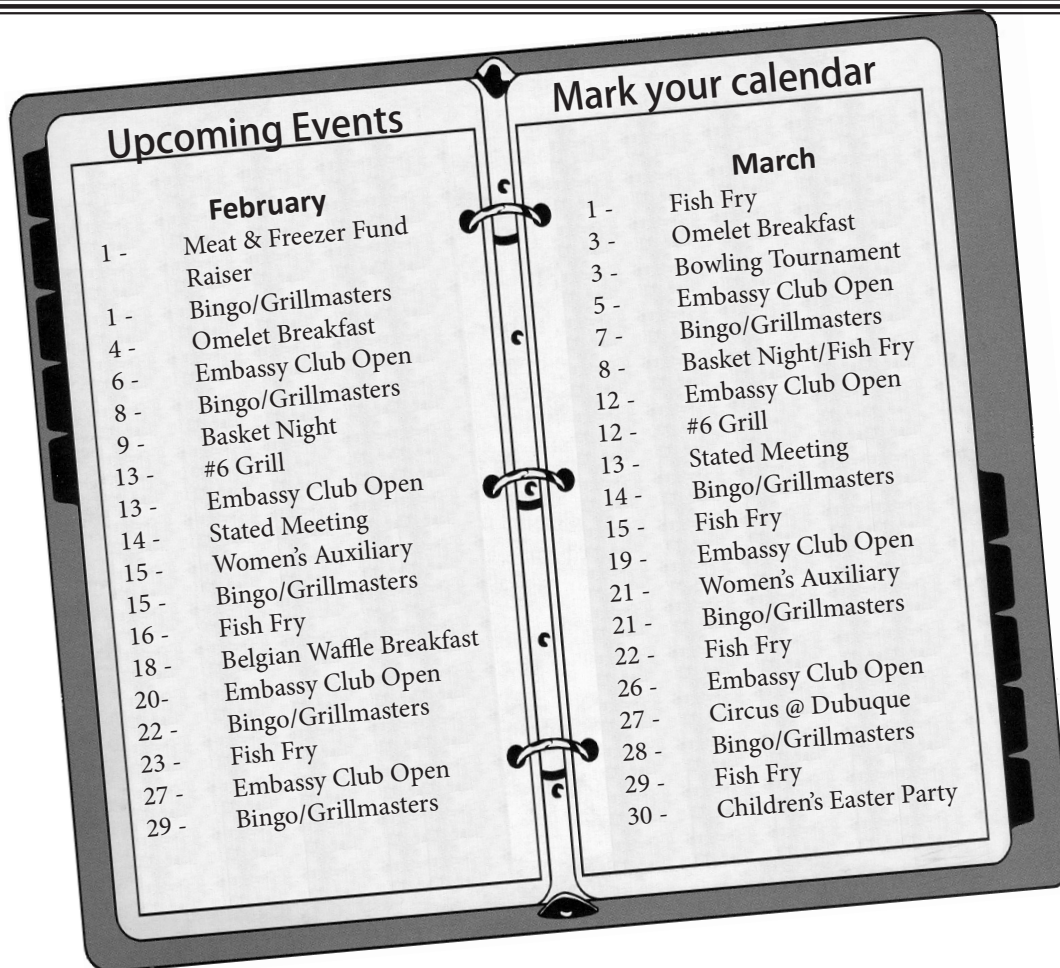 Upcoming Events
February
1 - Meat & Freezer Fund
Raiser
1 - Bingo/Grillmasters
4 - Omelet Breakfast
6 - Embassy Club Open
8 - Bingo/Grillmasters
9 - Basket Night
13 - #6 Grill
13 - Embassy Club Open
14 - Stated Meeting
15 - Women's Auxiliary
15 - Bingo/Grillmasters
16 - Fish Fry
18 - Belgian Waffle Breakfast
20- Embassy Club Open
22 - Bingo/Grillmasters
23 - Fish Fry
27 - Embassy Club Open
29 - Bingo/Grillmasters
Mark your calendar
March
1 - Fish Fry
3 - Omelet Breakfast
3 - Bowling Tournament
5 - Embassy Club Open
7 - Bingo/Grillmasters
8 - Basket Night/Fish Fry
12 - Embassy Club Open
12 - #6 Grill
13 - Stated Meeting
14 - Bingo/Grillmasters
15 - Fish Fry
19 - Embassy Club Open
21 - Women's Auxiliary
21 - Bingo/Grillmasters
22 - Fish Fry
26 - Embassy Club Open
27 - Circus @ Dubuque
28 - Bingo/Grillmasters
29 - Fish Fry
30 - Children's Easter Party